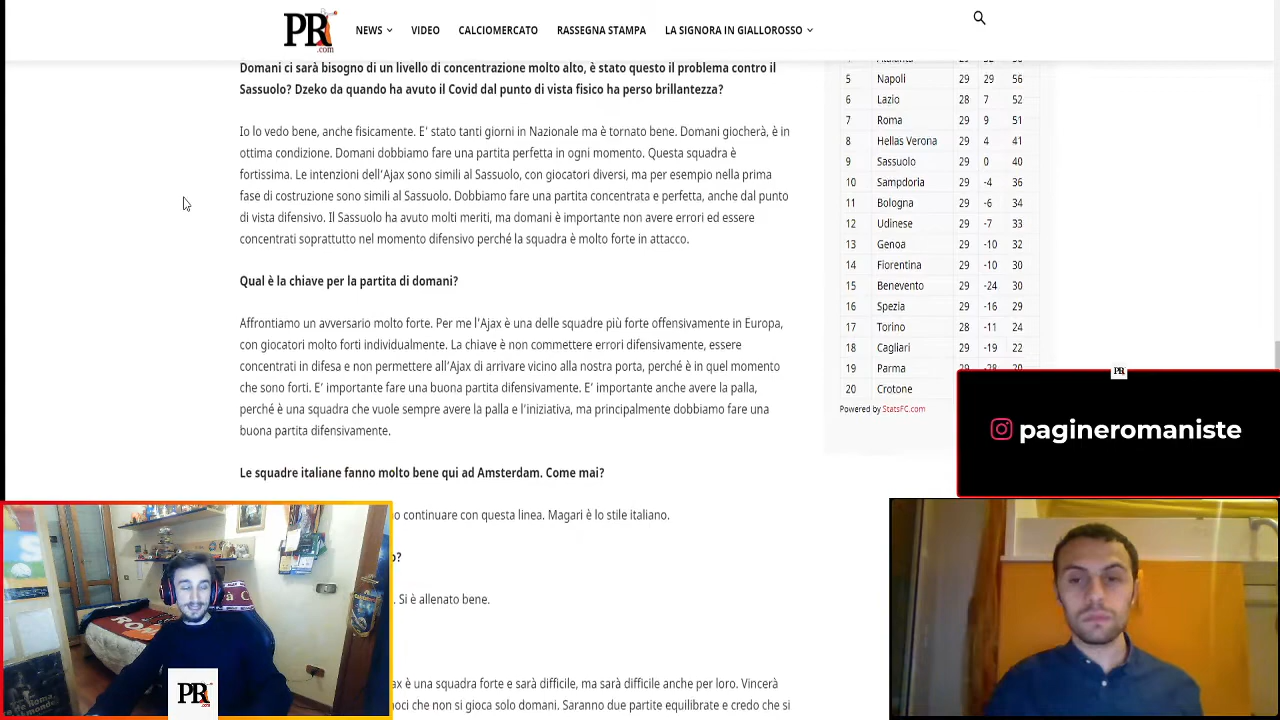 PR
.com
NEWS
VIDEO
CALCIOMERCATO
RASSEGNA STAMPA
LA SIGNORA IN GIALLOROSSO
Domani ci sarà bisogno di un livello di concentrazione molto alto, è stato questo il problema contro il
Sassuolo? Dzeko da quando ha avuto il Covid dal punto di vista fisico ha perso brillantezza?
Io lo vedo bene, anche fisicamente. E' stato tanti giorni in Nazionale ma è tornato bene. Domani giocherà, è in
ottima condizione. Domani dobbiamo fare una partita perfetta in ogni momento. Questa squadra è
fortissima. Le intenzioni dell'Ajax sono simili al Sassuolo, con giocatori diversi, ma per esempio nella prima
fase di costruzione sono simili al Sassuolo. Dobbiamo fare una partita concentrata e perfetta, anche dal punto
di vista difensivo. Il Sassuolo ha avuto molti meriti, ma domani è importante non avere errori ed essere
concentrati soprattutto nel momento difensivo perché la squadra è molto forte in attacco.
Qual è la chiave per la partita di domani?
Affrontiamo un avversario molto forte. Per me l'Ajax è una delle squadre più forte offensivamente in Europa,
con giocatori molto forti individualmente. La chiave è non commettere errori difensivamente, essere
concentrati in difesa e non permettere all'Ajax di arrivare vicino alla nostra porta, perché è in quel momento
che sono forti. E' importante fare una buona partita difensivamente. E' importante anche avere la palla,
perché è una squadra che vuole sempre avere la palla e l'iniziativa, ma principalmente dobbiamo fare una
buona partita difensivamente.
Le squadre italiane fanno molto bene qui ad Amsterdam. Come mai?
o continuare con questa linea. Magari è lo stile italiano.
o?
. Si è allenato bene.
ax è una squadra forte e sarà difficile, ma sarà difficile anche per loro. Vincerà
noci che non si gioca solo domani. Saranno due partite equilibrate e credo che si
5 Napoli 29 29 56
6 Lazio 28 7 52
7 Roma 29 9 51
8 Hellas Verona 29 4 41
9 Sassuolo 29 0 40
10 Sampdoria 29 -4 36
11 Bologna 29 -6 34
12 Udinese 29 -7 33
13 Genoa 29 -10 32
14 Fiorentina 29 -10 30
15 Benevento 29 -24 30
16 Spezia 29 -16 29
17 Torino 28 -11 24
18 Cagliari 29 -19 22
19 Parma 29 -28 20
20 Crotone
Powered by StatsFC.com
PR
pagineromaniste
PR